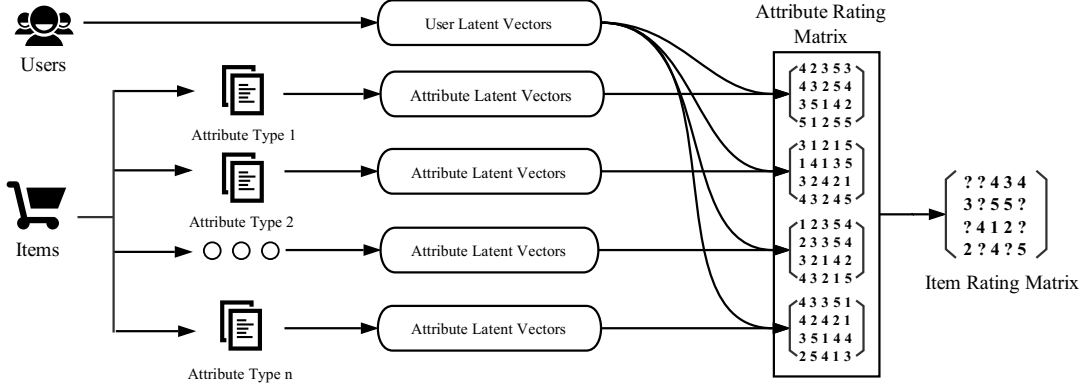 User Latent Vectors
Attribute Rating
Matrix
Users
Attribute Latent Vectors
4 2 3 5 3
4 3 2 5 4
3 5 1 4 2
5 1 2 5 5
Attribute Type 1
Attribute Latent Vectors
3 1 2 1 5
1 4 1 3 5
3 2 4 2 1
4 3 2 4 5
Attribute Type 2
Items
Attribute Latent Vectors
1 2 3 5 4
2 3 3 5 4
3 2 1 4 2
4 3 2 1 5
? ? 4 3 4
3 ? 5 5 ?
? 4 1 2 ?
2 ? 4 ? 5
Item Rating Matrix
Attribute Latent Vectors
4 3 3 5 1
4 2 4 2 1
3 5 1 4 4
2 5 4 1 3
Attribute Type n